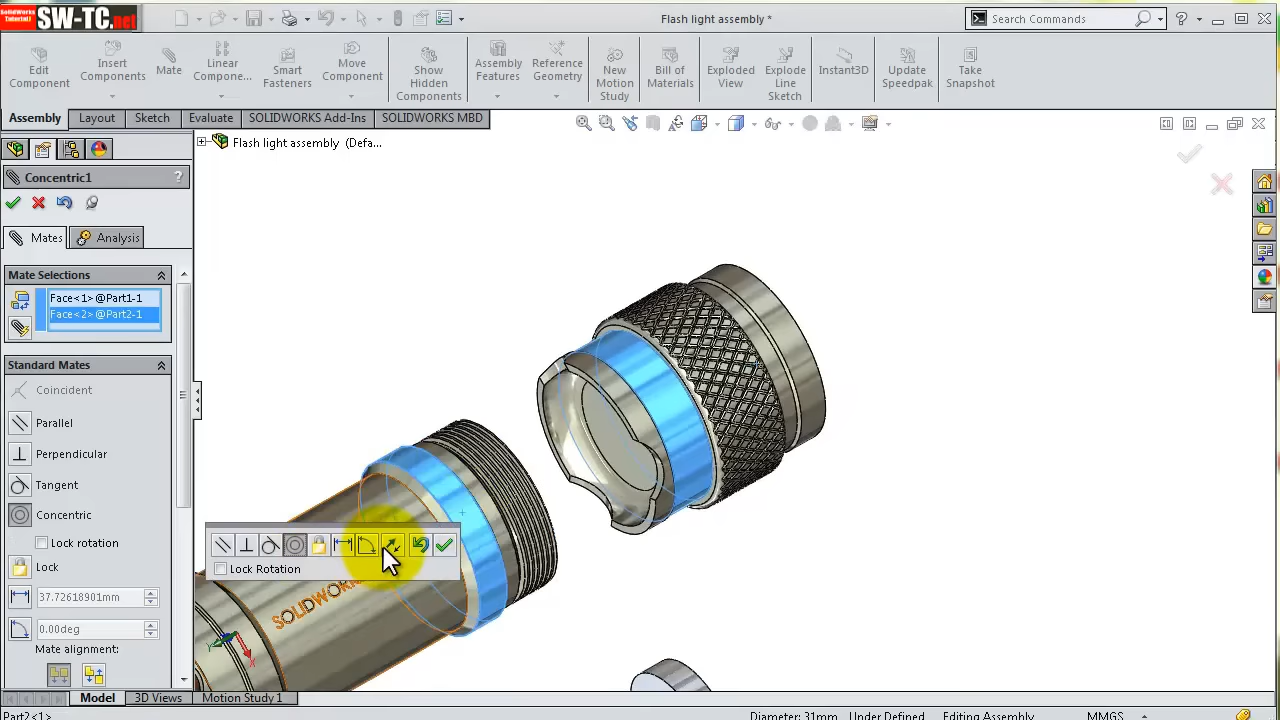 SolidWorks
Tutorial
SW-TC.net
Flash light assembly *
Search Commands
Edit
Component
Insert
Components
Mate
Linear
Compone...
Smart
Fasteners
Move
Component
Show
Hidden
Components
Assembly
Features
Reference
Geometry
New
Motion
Study
Bill of
Materials
Exploded
View
Explode
Line
Sketch
Instant3D
Update
Speedpak
Take
Snapshot
Assembly
Layout
Sketch
Evaluate
SOLIDWORKS Add-Ins
SOLIDWORKS MBD
Flash light assembly (Defa...
Concentric1
?
Mates
Analysis
Mate Selections
Face<1>@Part1-1
Face<2>@Part2-1
Standard Mates
Coincident
Parallel
Perpendicular
Tangent
Concentric
Lock rotation
Lock
37.72618901mm
0.00deg
Mate alignment:
Lock Rotation
SOLIDWOR
Y
X
Model
3D Views
Motion Study 1
Part2<1>
Diameter: 31mm
Under Defined
Editing Assembly
MMGS